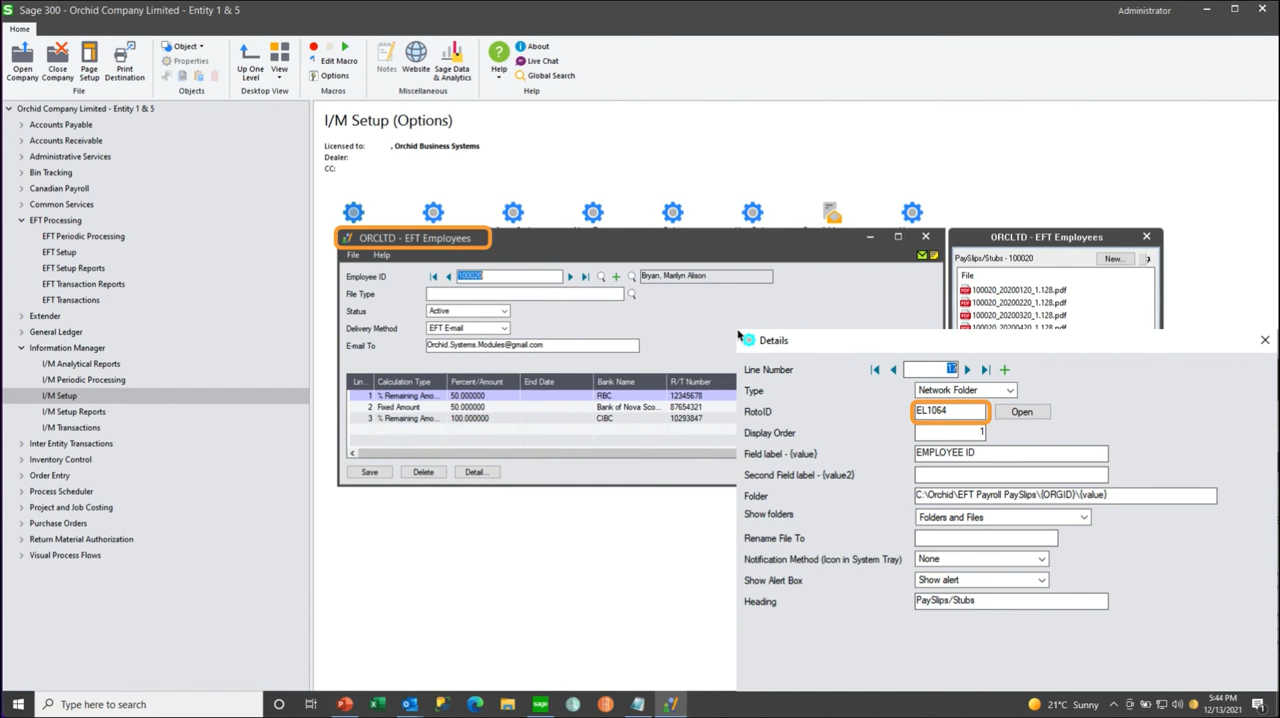 Sage 300 - Orchid Company Limited - Entity 1 & 5
Administrator
Home
Open Company
Close Company
Page Setup
Print Destination
File
Object
Properties
Objects
Up One Level
View
Desktop View
Edit Macro
Options
Macros
Notes
Website
Sage Data & Analytics
Miscellaneous
Help
About
Live Chat
Global Search
Help
Orchid Company Limited - Entity 1 & 5
Accounts Payable
Accounts Receivable
Administrative Services
Bin Tracking
Canadian Payroll
Common Services
EFT Processing
EFT Periodic Processing
EFT Setup
EFT Setup Reports
EFT Transaction Reports
EFT Transactions
Extender
General Ledger
Information Manager
I/M Analytical Reports
I/M Periodic Processing
I/M Setup
I/M Setup Reports
I/M Transactions
Inter Entity Transactions
Inventory Control
Order Entry
Process Scheduler
Project and Job Costing
Purchase Orders
Return Material Authorization
Visual Process Flows
I/M Setup (Options)
Licensed to: , Orchid Business Systems
Dealer:
CC:
ORCLTD - EFT Employees
File Help
Employee ID 100020 Bryan, Marilyn Alison
File Type
Status Active
Delivery Method EFT E-mail
E-mail To Orchid.Systems.Modules@gmail.com
Lin... Calculation Type Percent/Amount End Date Bank Name R/T Number
1 % Remaining Amo... 50.000000 RBC 12345678
2 Fixed Amount 50.000000 Bank of Nova Sco... 87654321
3 % Remaining Amo... 100.000000 CIBC 10293847
Save Delete Detail...
ORCLTD - EFT Employees
PaySlips/Stubs - 100020 New...
File
100020_20200120_1.128.pdf
100020_20200220_1.128.pdf
100020_20200320_1.128.pdf
100020_20200420_1.128.pdf
Details
Line Number 17
Type Network Folder
RotoID EL1064 Open
Display Order 1
Field label - {value} EMPLOYEE ID
Second Field label - {value2}
Folder C:\Orchid\EFT Payroll PaySlips\{ORGID}\{value}
Show folders Folders and Files
Rename File To
Notification Method (Icon in System Tray) None
Show Alert Box Show alert
Heading PaySlips/Stubs
Type here to search
sage
21°C Sunny
5:44 PM
12/13/2021